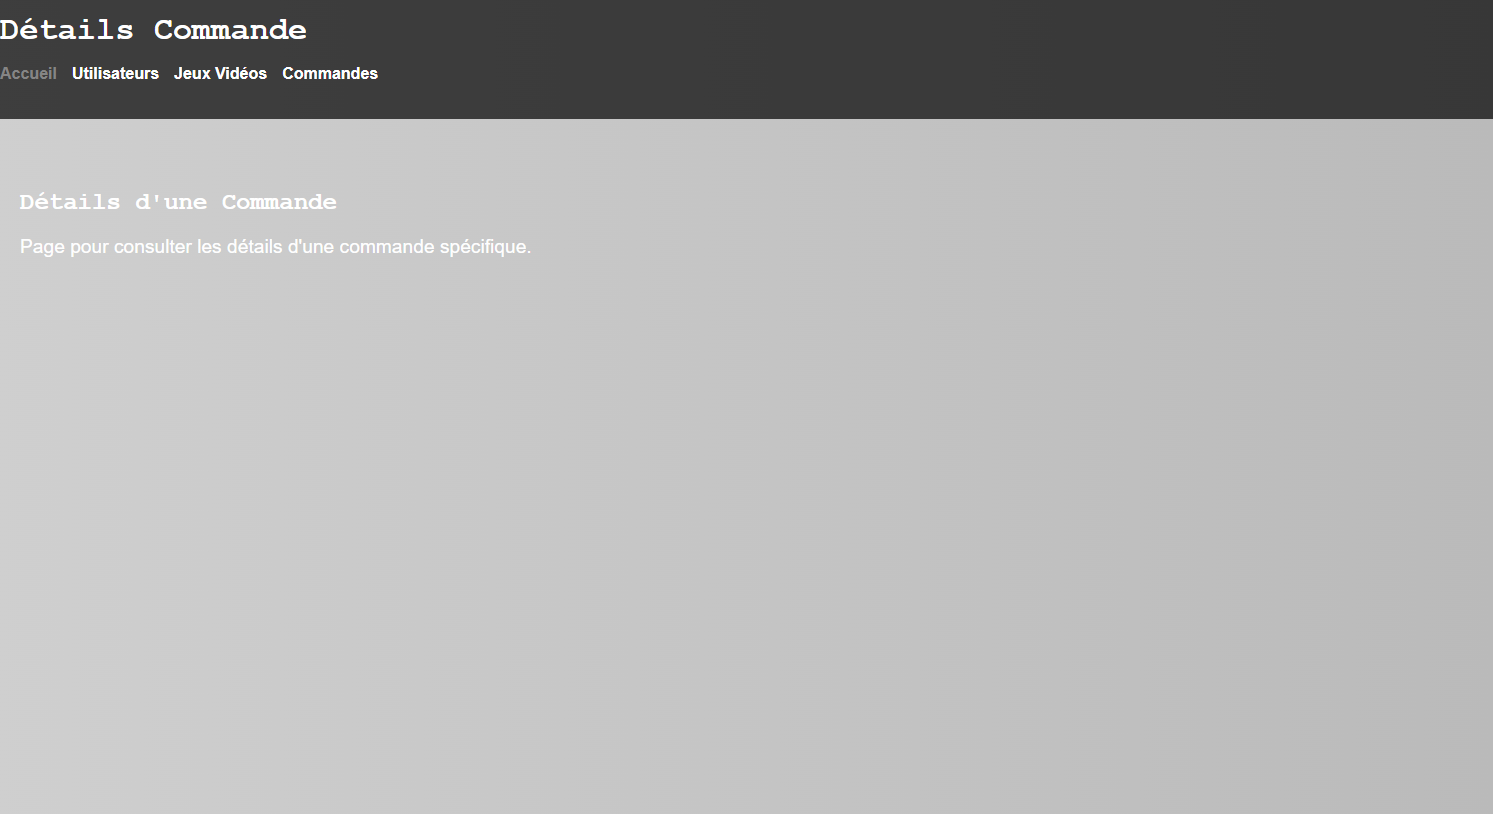 Détails Commande
Accueil Utilisateurs Jeux Vidéos Commandes
Détails d'une Commande
Page pour consulter les détails d'une commande spécifique.